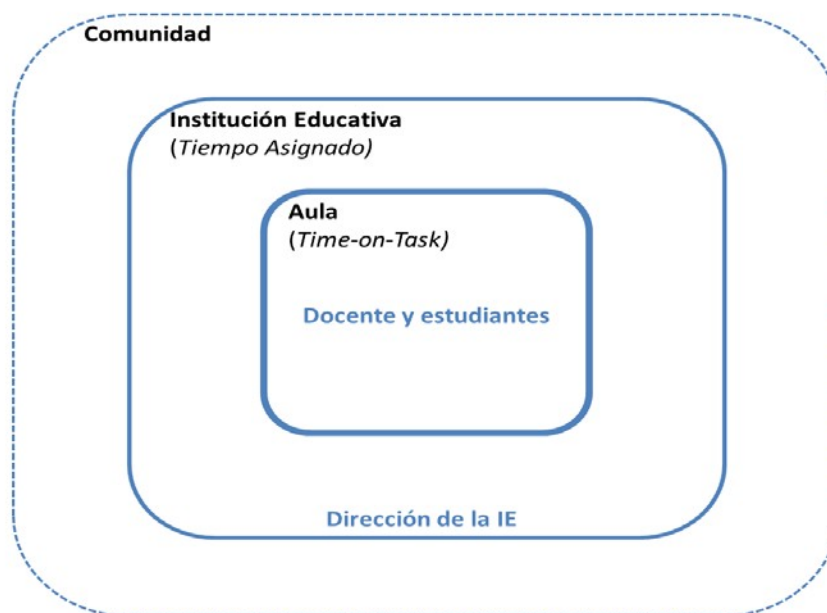 Comunidad
Institución Educativa
(Tiempo Asignado)
Aula
(Time-on-Task)
Docente y estudiantes
Dirección de la IE